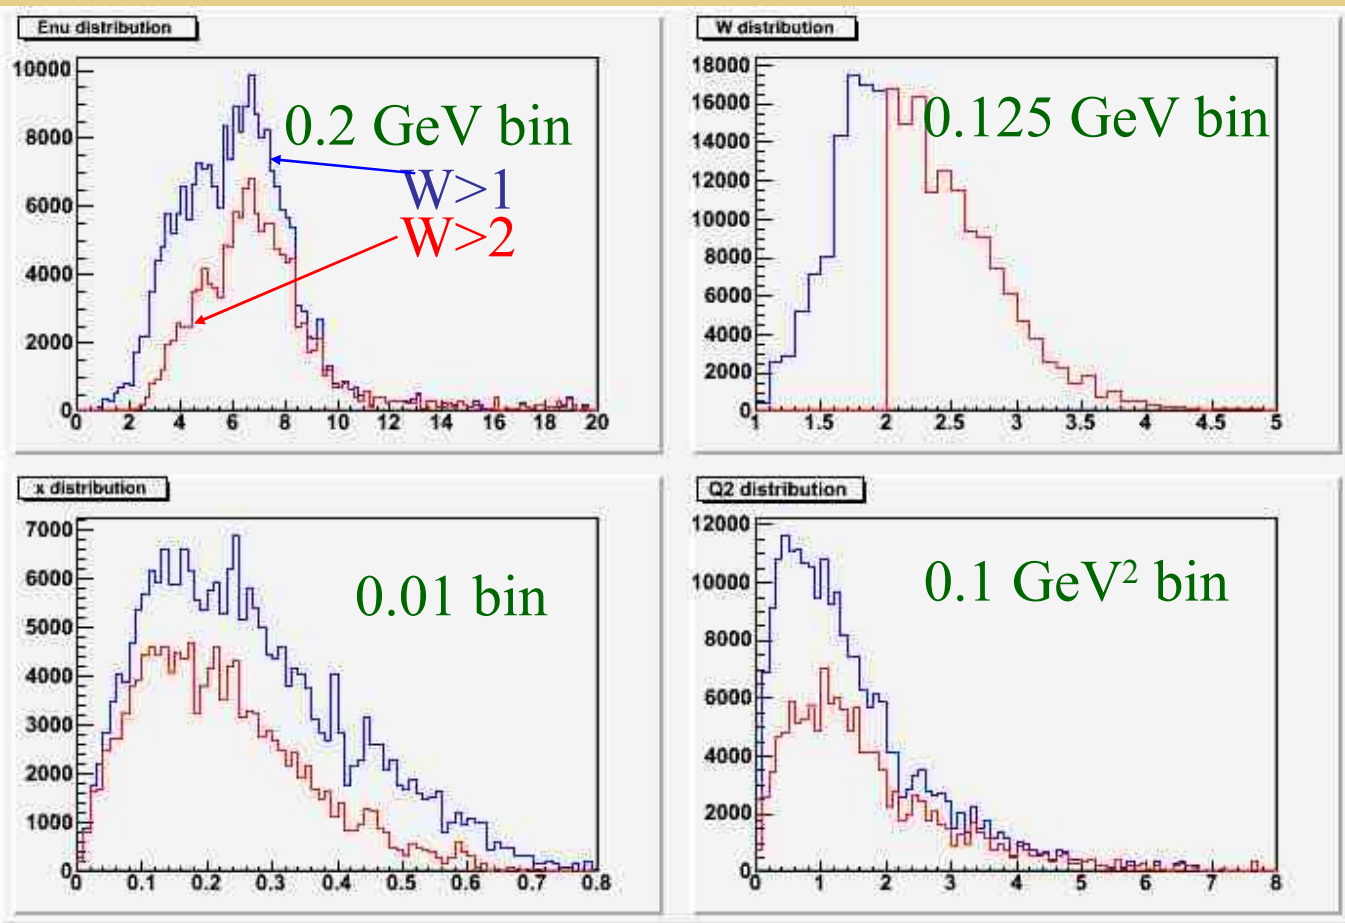 Enu distribution
10000
8000
6000
4000
2000
0
0 2 4 6 8 10 12 14 16 18 20
0.2 GeV bin
W>1
W>2
W distribution
18000
16000
14000
12000
10000
8000
6000
4000
2000
0
1 1.5 2 2.5 3 3.5 4 4.5 5
0.125 GeV bin
x distribution
7000
6000
5000
4000
3000
2000
1000
0
0 0.1 0.2 0.3 0.4 0.5 0.6 0.7 0.8
0.01 bin
Q2 distribution
12000
10000
8000
6000
4000
2000
0
0 1 2 3 4 5 6 7 8
0.1 GeV² bin